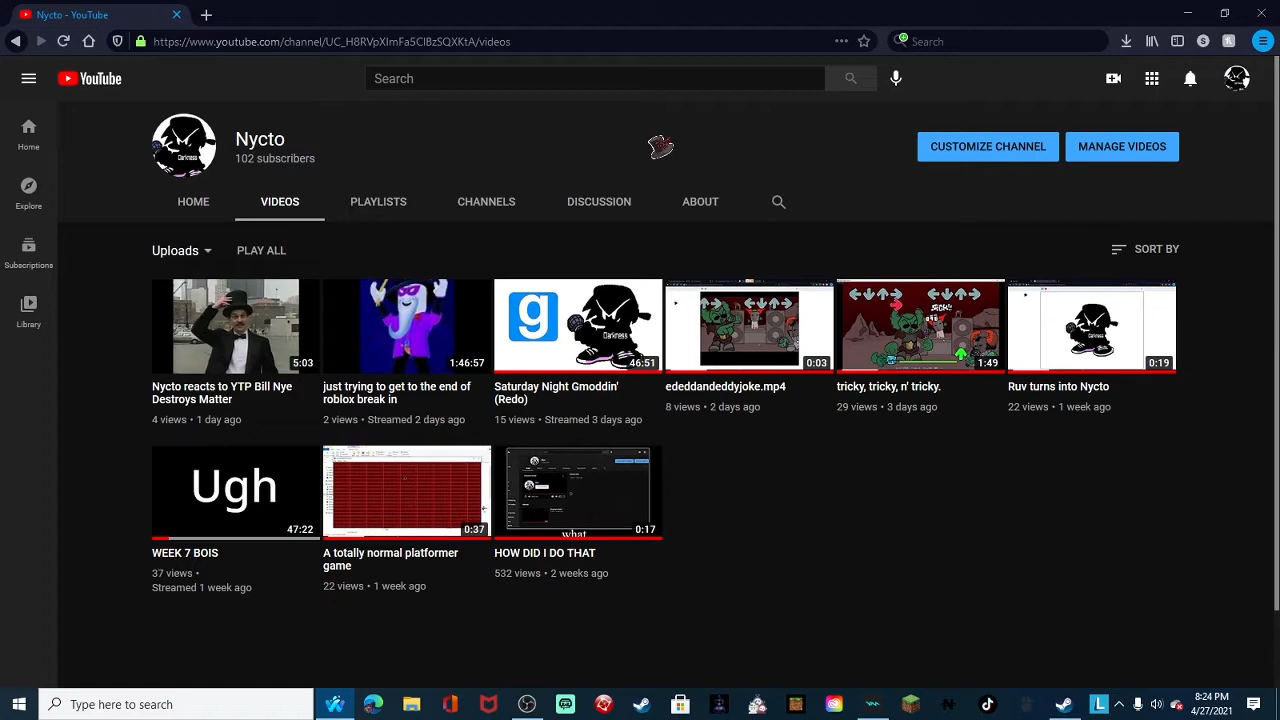 Nycto - YouTube
https://www.youtube.com/channel/UC_H8RVpXImFa5ClBzSQXKtA/videos
Search
YouTube
Search
Nycto
102 subscribers
CUSTOMIZE CHANNEL
MANAGE VIDEOS
Home
Explore
Subscriptions
Library
HOME
VIDEOS
PLAYLISTS
CHANNELS
DISCUSSION
ABOUT
Uploads
PLAY ALL
SORT BY
5:03
Nycto reacts to YTP Bill Nye
Destroys Matter
4 views • 1 day ago
1:46:57
just trying to get to the end of
roblox break in
2 views • Streamed 2 days ago
g
Darkness
46:51
Saturday Night Gmoddin'
(Redo)
15 views • Streamed 3 days ago
0:03
ededdandeddyjoke.mp4
8 views • 2 days ago
1:49
tricky, tricky, n' tricky.
29 views • 3 days ago
Darkness
0:19
Ruv turns into Nycto
22 views • 1 week ago
Ugh
47:22
WEEK 7 BOIS
37 views •
Streamed 1 week ago
0:37
A totally normal platformer
game
22 views • 1 week ago
what
0:17
HOW DID I DO THAT
532 views • 2 weeks ago
Type here to search
8:24 PM
4/27/2021